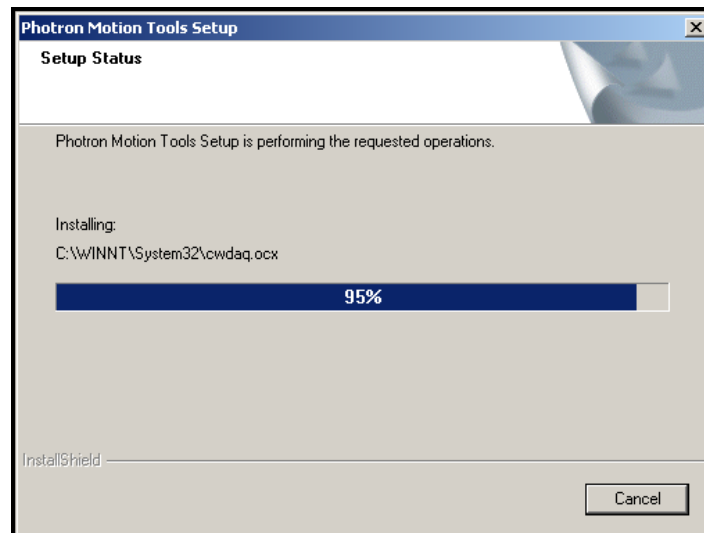 Photron Motion Tools Setup
Setup Status
Photron Motion Tools Setup is performing the requested operations.
Installing:
C:\WINNT\System32\cwdaq.ocx
95%
InstallShield
Cancel